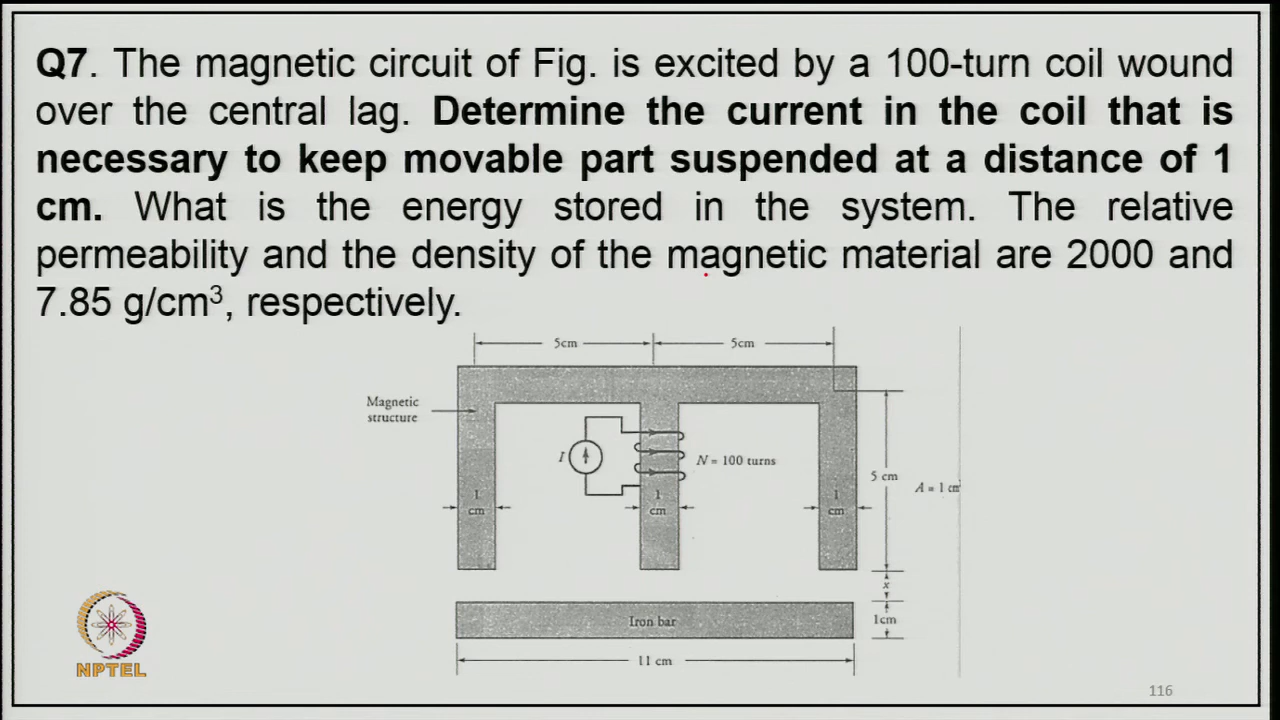 Q7. The magnetic circuit of Fig. is excited by a 100-turn coil wound
over the central lag. Determine the current in the coil that is
necessary to keep movable part suspended at a distance of 1
cm. What is the energy stored in the system. The relative
permeability and the density of the magnetic material are 2000 and
7.85 g/cm³, respectively.
5cm
5cm
Magnetic
structure
I
N = 100 turns
5 cm
A = 1 cm
1
cm
1
cm
1
cm
x
Iron bar
1cm
11 cm
NPTEL
116